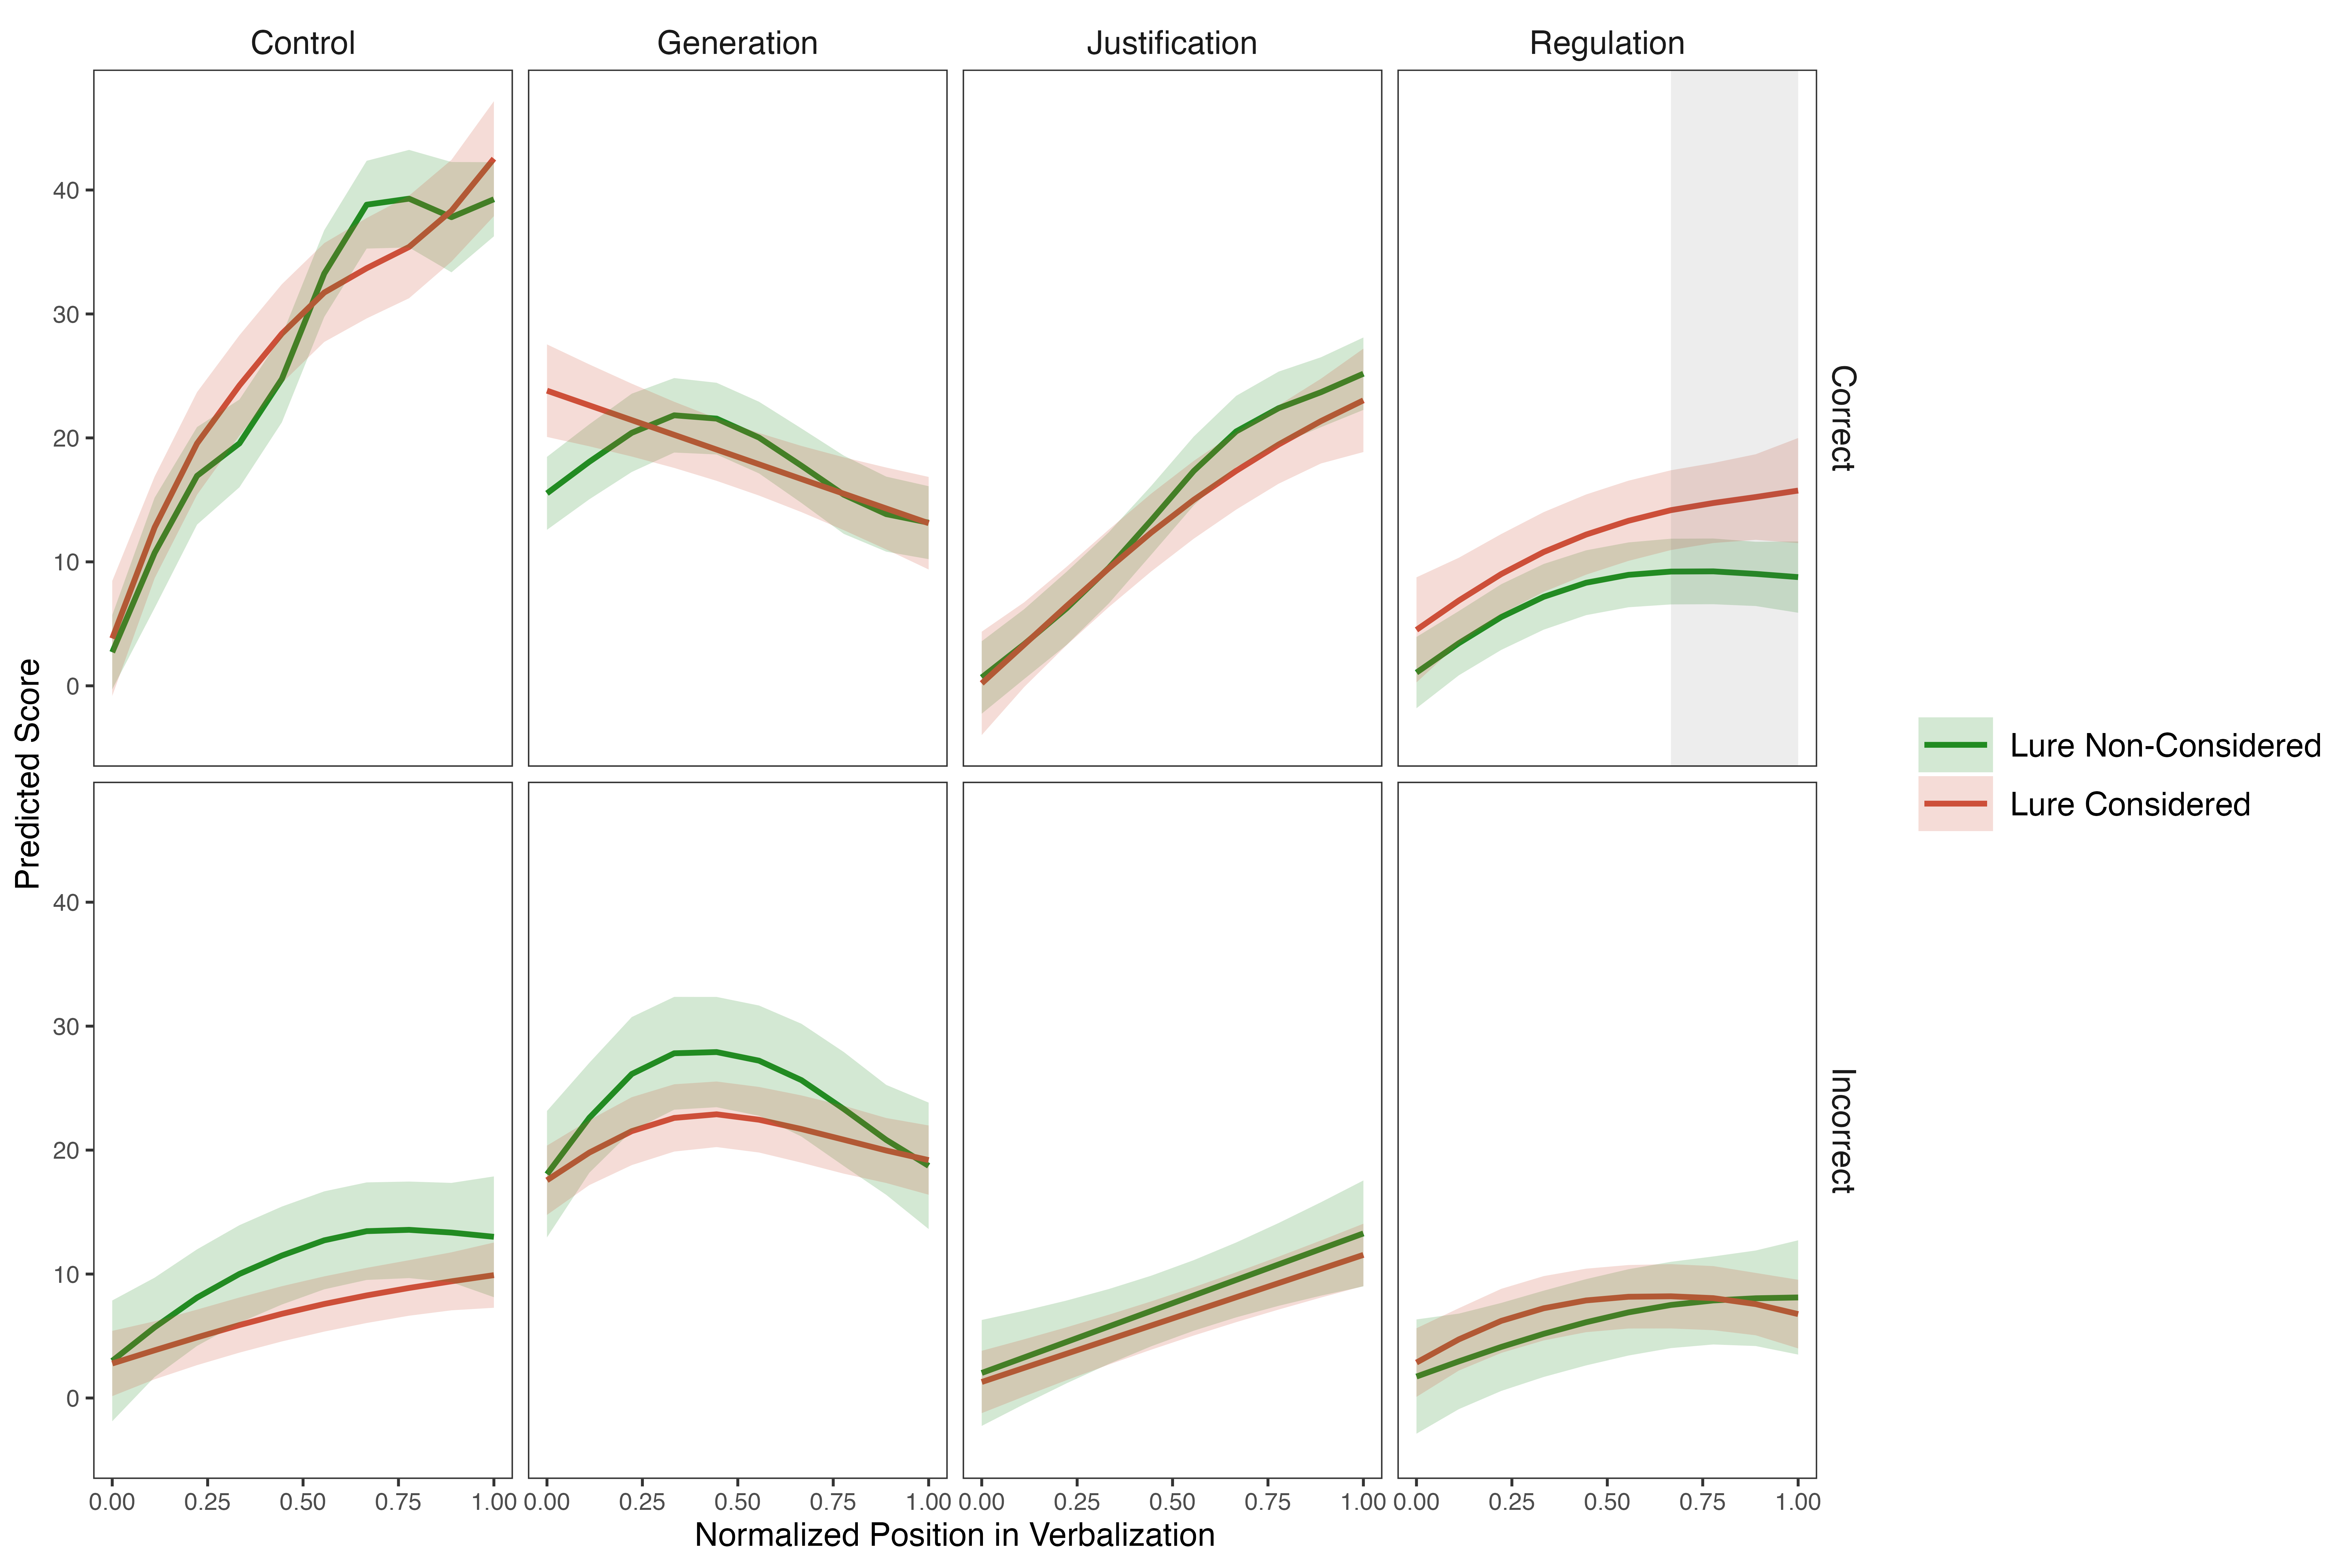 Control Generation Justification Regulation
40
30
20
10
0
Correct
Predicted Score
Lure Non-Considered
Lure Considered
40
30
20
10
0
Incorrect
0.00 0.25 0.50 0.75 1.00 0.00 0.25 0.50 0.75 1.00 0.00 0.25 0.50 0.75 1.00 0.00 0.25 0.50 0.75 1.00
Normalized Position in Verbalization